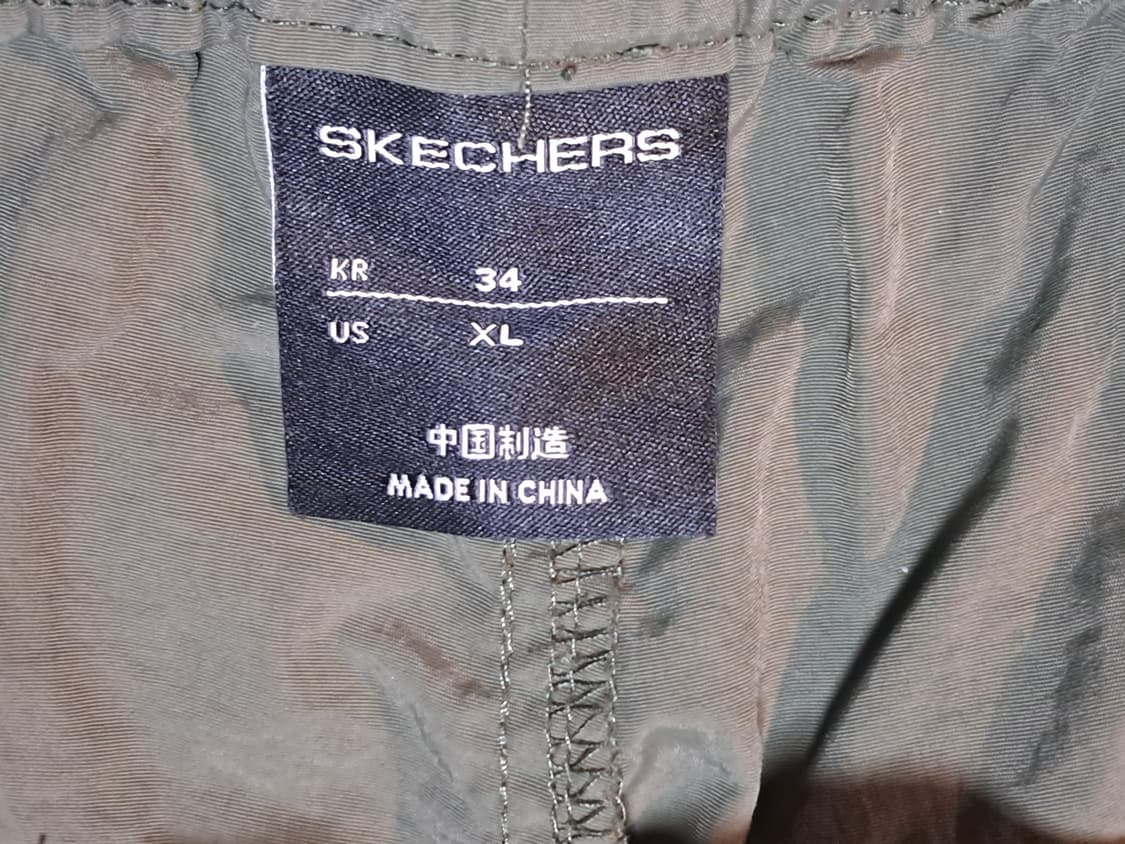 SKECHERS
KR 34
US XL
中国制造
MADE IN CHINA